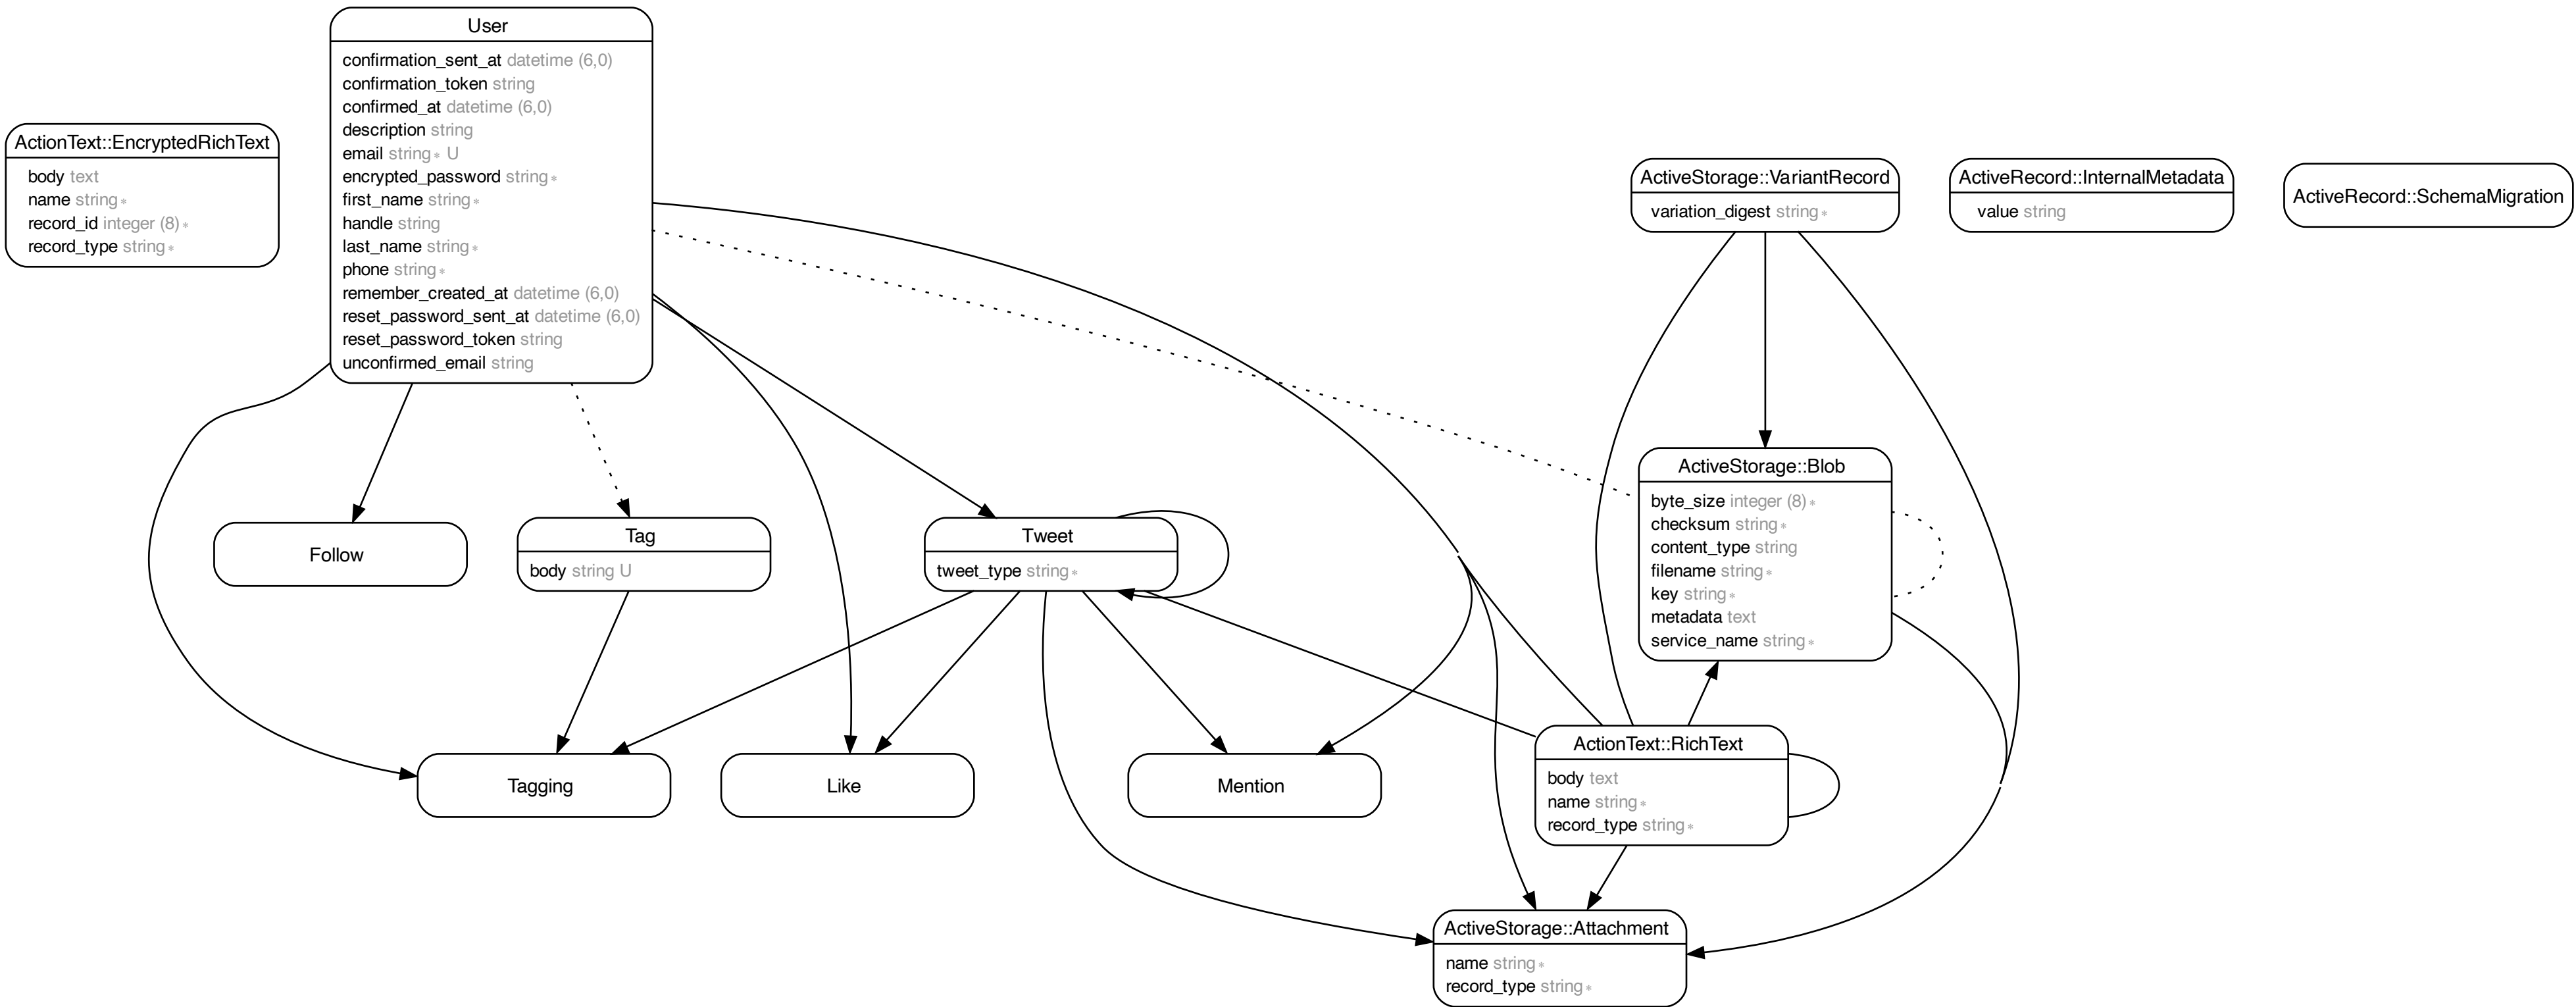 User
confirmation_sent_at datetime (6,0)
confirmation_token string
confirmed_at datetime (6,0)
description string
email string∗ U
encrypted_password string∗
first_name string∗
handle string
last_name string∗
phone string∗
remember_created_at datetime (6,0)
reset_password_sent_at datetime (6,0)
reset_password_token string
unconfirmed_email string
ActionText::EncryptedRichText
body text
name string∗
record_id integer (8)∗
record_type string∗
ActiveStorage::VariantRecord
variation_digest string∗
ActiveRecord::InternalMetadata
value string
ActiveRecord::SchemaMigration
ActiveStorage::Blob
byte_size integer (8)∗
checksum string∗
content_type string
filename string∗
key string∗
metadata text
service_name string∗
Follow
Tag
body string U
Tweet
tweet_type string∗
Tagging
Like
Mention
ActionText::RichText
body text
name string∗
record_type string∗
ActiveStorage::Attachment
name string∗
record_type string∗